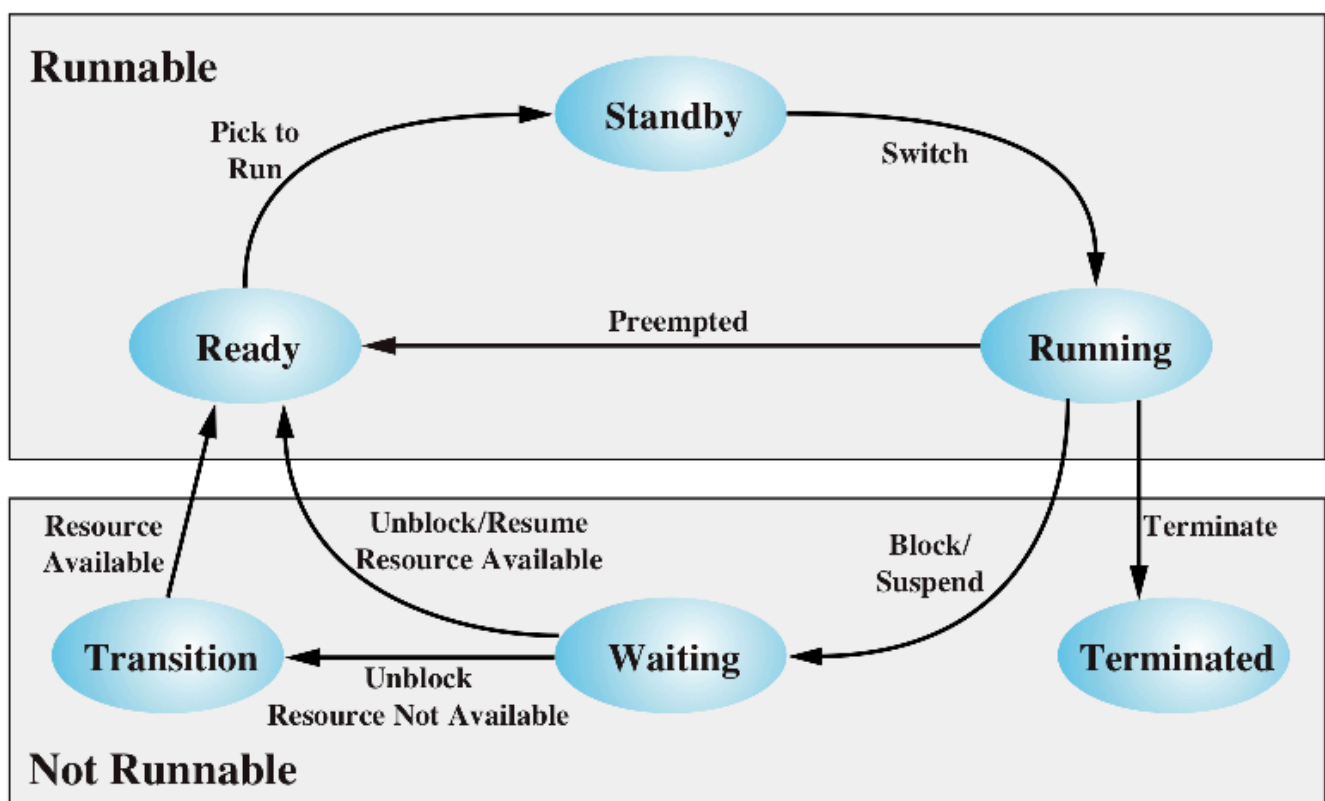 Runnable
Standby
Pick to
Run
Switch
Preempted
Ready
Running
Resource
Available
Unblock/Resume
Resource Available
Block/
Suspend
Terminate
Transition
Waiting
Terminated
Unblock
Resource Not Available
Not Runnable